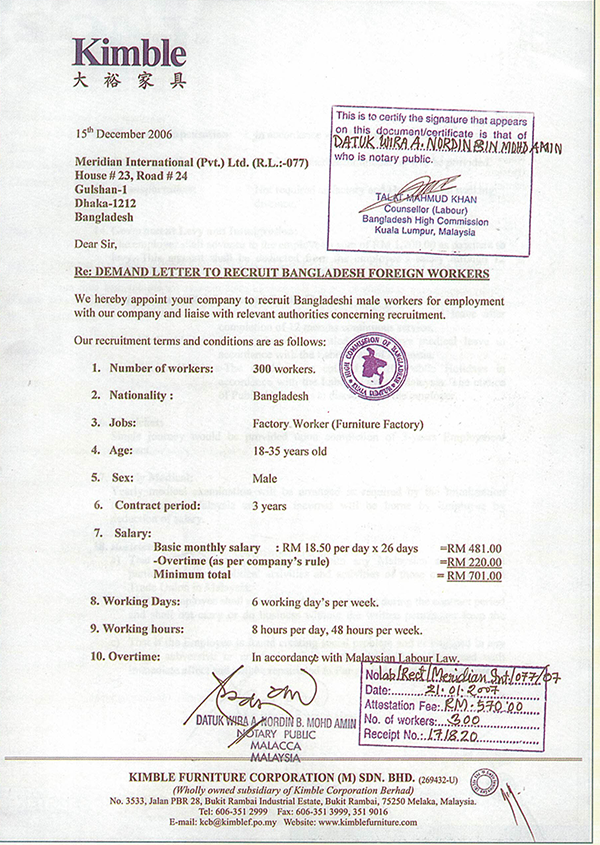 Kimble
大 裕 家 具
15th December 2006
This is to certify the signature that appears
on this document/certificate is that of
DATUK WIRA A. NORDIN BIN MOHD AMIN
who is notary public.
TALAT MAHMUD KHAN
Counsellor (Labour)
Bangladesh High Commission
Kuala Lumpur, Malaysia
Meridian International (Pvt.) Ltd. (R.L.:-077)
House # 23, Road # 24
Gulshan-1
Dhaka-1212
Bangladesh
Dear Sir,
Re: DEMAND LETTER TO RECRUIT BANGLADESH FOREIGN WORKERS
We hereby appoint your company to recruit Bangladeshi male workers for employment
with our company and liaise with relevant authorities concerning recruitment.
Our recruitment terms and conditions are as follows:
HIGH COMMISSION OF BANGLADESH
1. Number of workers: 300 workers.
2. Nationality : Bangladesh
3. Jobs: Factory Worker (Furniture Factory)
4. Age: 18-35 years old
5. Sex: Male
6. Contract period: 3 years
7. Salary:
Basic monthly salary : RM 18.50 per day x 26 days =RM 481.00
-Overtime (as per company's rule) =RM 220.00
Minimum total = RM 701.00
8. Working Days: 6 working day's per week.
9. Working hours: 8 hours per day, 48 hours per week.
10. Overtime: In accordance with Malaysian Labour Law.
No Lab/Rect/Meridian Int/077/07
Date:......21.01.2007
Attestation Fee: RM. 570.00
No. of workers: 300
Receipt No.: 171820
DATUK WIRA A. NORDIN B. MOHD AMIN
NOTARY PUBLIC
MALACCA
MALAYSIA
KIMBLE FURNITURE CORPORATION (M) SDN. BHD. (269432-U)
(Wholly owned subsidiary of Kimble Corporation Berhad)
No. 3533, Jalan PBR 28, Bukit Rambai Industrial Estate, Bukit Rambai, 75250 Melaka, Malaysia.
Tel: 606-351 2999 Fax: 606-351 3999, 351 9016
E-mail: kcb@kimblef.po.my Website: www.kimblefurniture.com